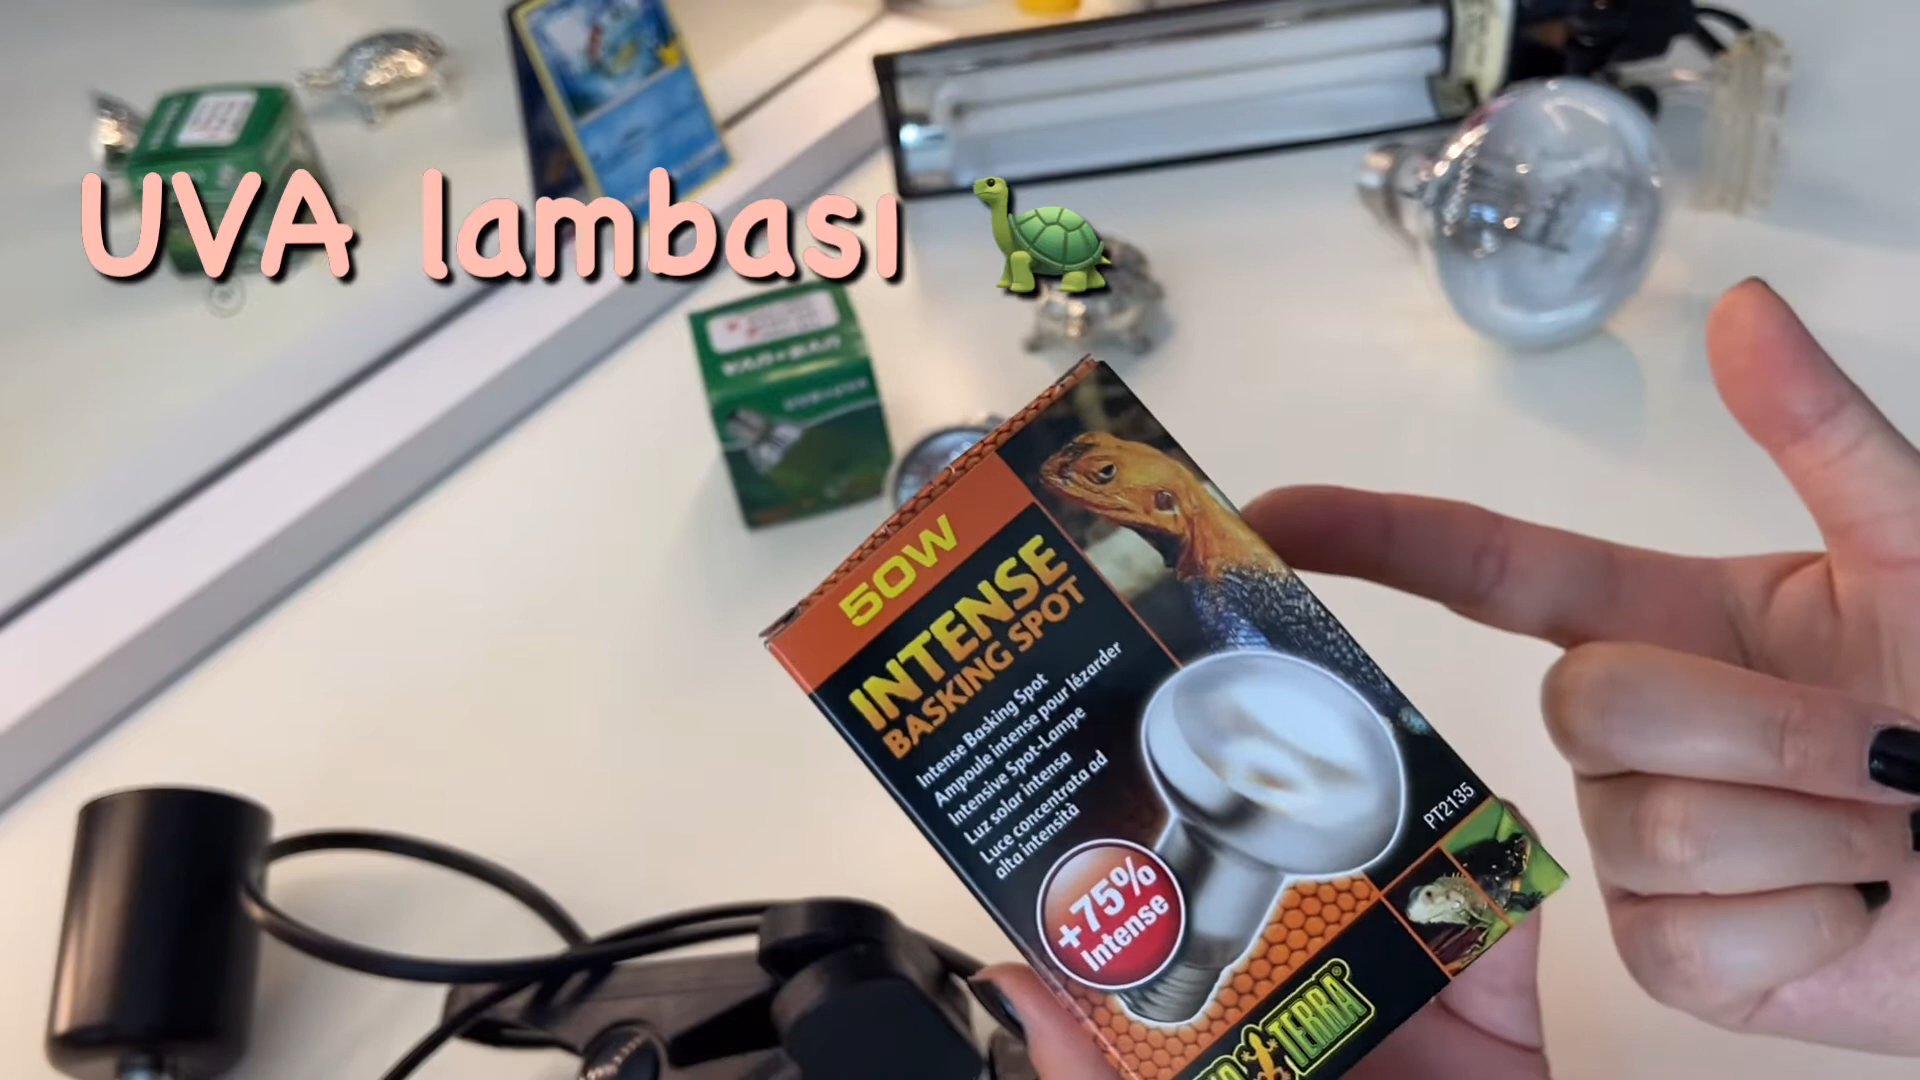 UVA lambası
50W
INTENSE
BASKING SPOT
Intense Basking Spot
Ampoule intense pour lézarder
Intensive Spot-Lampe
Luz solar intensa
Luce concentrata ad
alta intensità
+75%
Intense
PT2135
TERRA